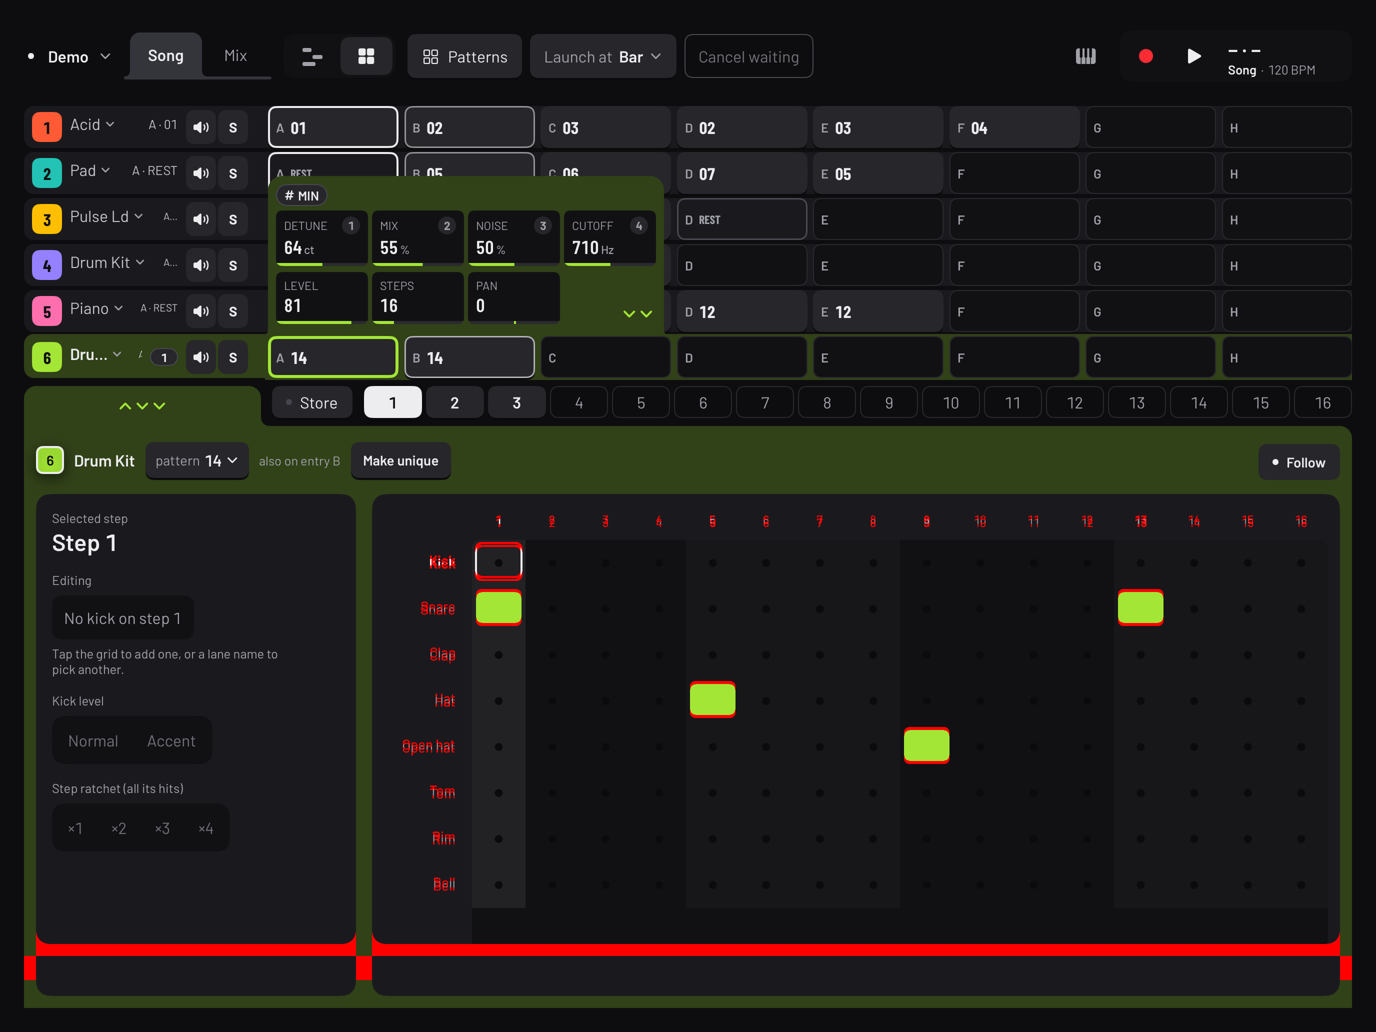 Demo Song Mix Patterns Launch at Bar Cancel waiting Song · 120 BPM
1 Acid A·01 S A 01 B 02 C 03 D 02 E 03 F 04 G H
2 Pad A·REST S A REST B 05 C 06 D 07 E 05 F G H
# MIN
3 Pulse Ld A... S D REST E F G H
DETUNE 1 MIX 2 NOISE 3 CUTOFF 4
64 ct 55 % 50 % 710 Hz
4 Drum Kit A... S D E F G H
LEVEL STEPS PAN
81 16 0
5 Piano A·REST S D 12 E 12 F G H
6 Dru... 1 S A 14 B 14 C D E F G H
Store 1 2 3 4 5 6 7 8 9 10 11 12 13 14 15 16
6 Drum Kit pattern 14 also on entry B Make unique Follow
Selected step
Step 1
Editing
No kick on step 1
Tap the grid to add one, or a lane name to
pick another.
Kick level
Normal Accent
Step ratchet (all its hits)
×1 ×2 ×3 ×4
1 2 3 4 5 6 7 8 9 10 11 12 13 14 15 16
Kick
Snare
Clap
Hat
Open hat
Tom
Rim
Bell